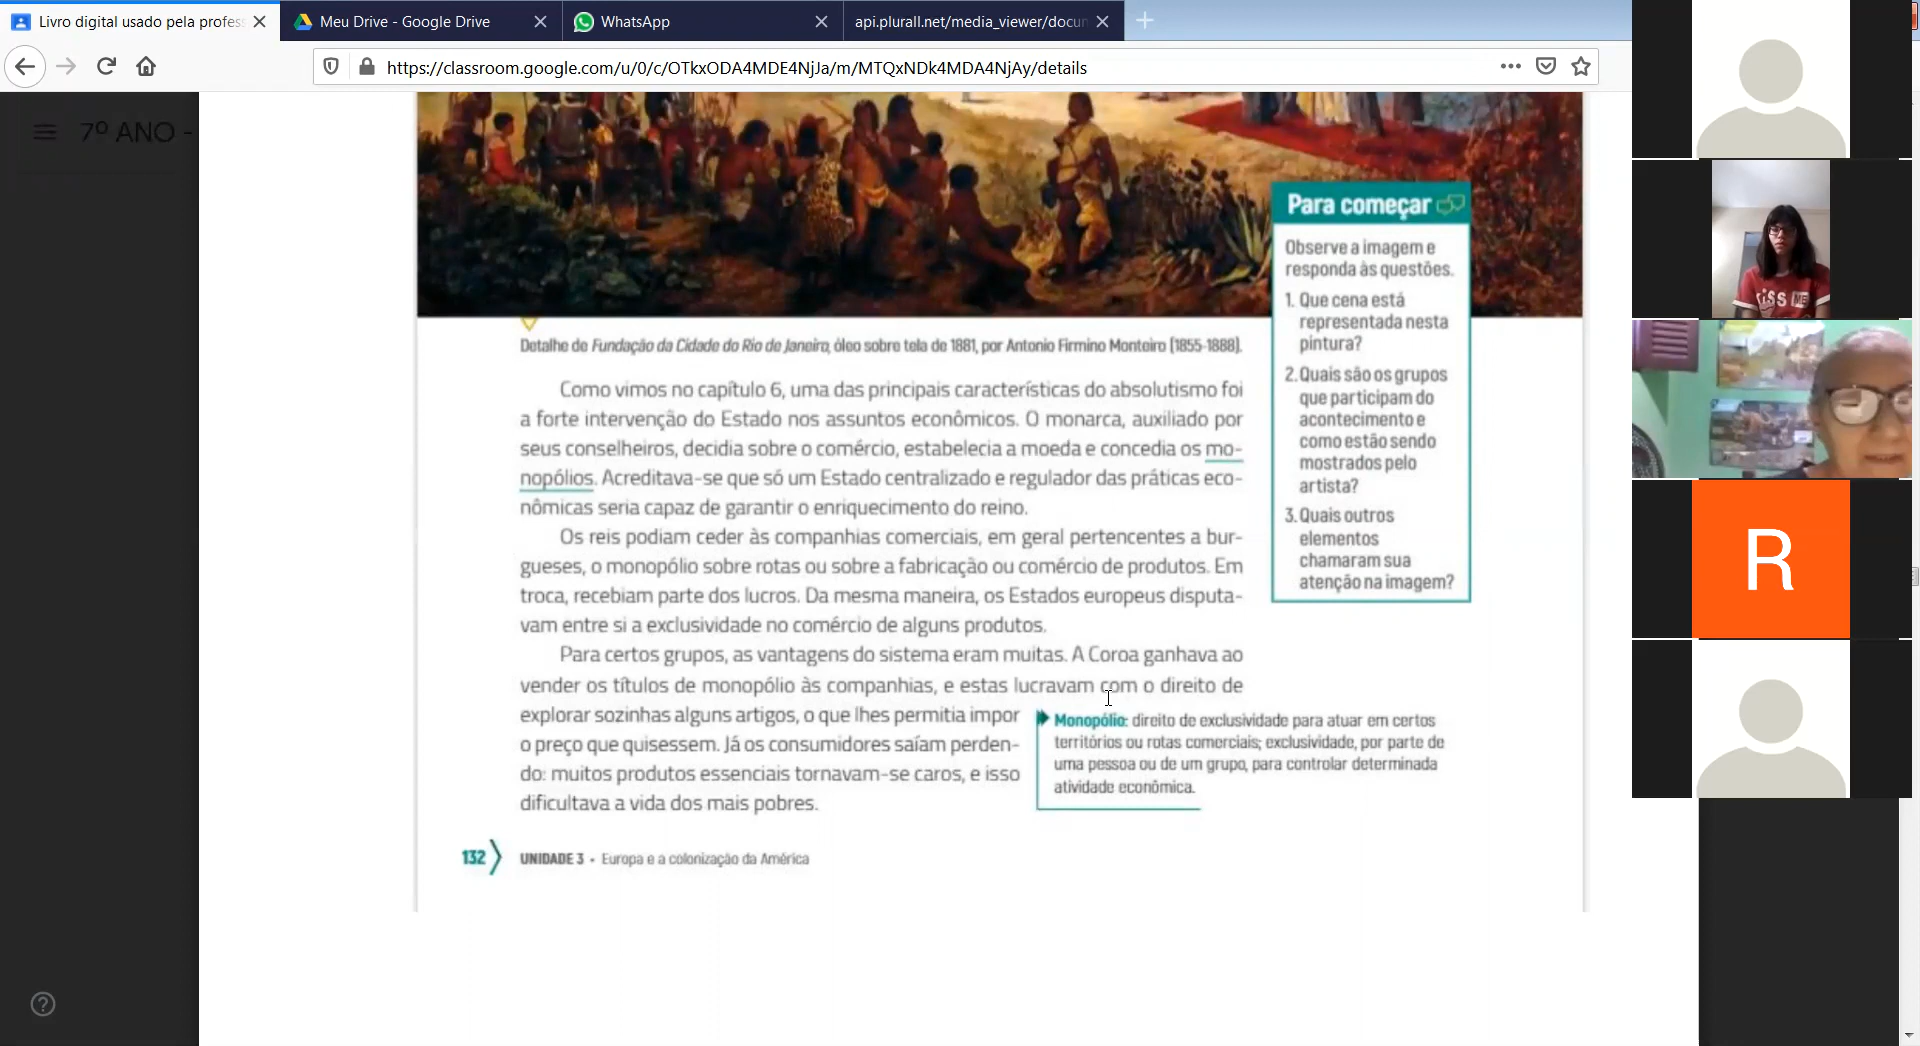 Livro digital usado pela profess
Meu Drive - Google Drive
WhatsApp
api.plurall.net/media_viewer/docu
https://classroom.google.com/u/0/c/OTkxODA4MDE4NjJa/m/MTQxNDk4MDA4NjAy/details
7º ANO -
Para começar
Observe a imagem e
responda às questões.
1. Que cena está
representada nesta
pintura?
2. Quais são os grupos
que participam do
acontecimento e
como estão sendo
mostrados pelo
artista?
3. Quais outros
elementos
chamaram sua
atenção na imagem?
Detalhe de Fundação da Cidade do Rio de Janeiro, óleo sobre tela de 1881, por Antonio Firmino Monteiro (1855-1888).
Como vimos no capítulo 6, uma das principais características do absolutismo foi
a forte intervenção do Estado nos assuntos econômicos. O monarca, auxiliado por
seus conselheiros, decidia sobre o comércio, estabelecia a moeda e concedia os mo-
nopólios. Acreditava-se que só um Estado centralizado e regulador das práticas eco-
nômicas seria capaz de garantir o enriquecimento do reino.
Os reis podiam ceder às companhias comerciais, em geral pertencentes a bur-
gueses, o monopólio sobre rotas ou sobre a fabricação ou comércio de produtos. Em
troca, recebiam parte dos lucros. Da mesma maneira, os Estados europeus disputa-
vam entre si a exclusividade no comércio de alguns produtos.
Para certos grupos, as vantagens do sistema eram muitas. A Coroa ganhava ao
vender os títulos de monopólio às companhias, e estas lucravam com o direito de
explorar sozinhas alguns artigos, o que lhes permitia impor
o preço que quisessem. Já os consumidores saíam perden-
do: muitos produtos essenciais tornavam-se caros, e isso
dificultava a vida dos mais pobres.
Monopólio: direito de exclusividade para atuar em certos
territórios ou rotas comerciais; exclusividade, por parte de
uma pessoa ou de um grupo, para controlar determinada
atividade econômica.
132
UNIDADE 3 • Europa e a colonização da América
KISS ME
R